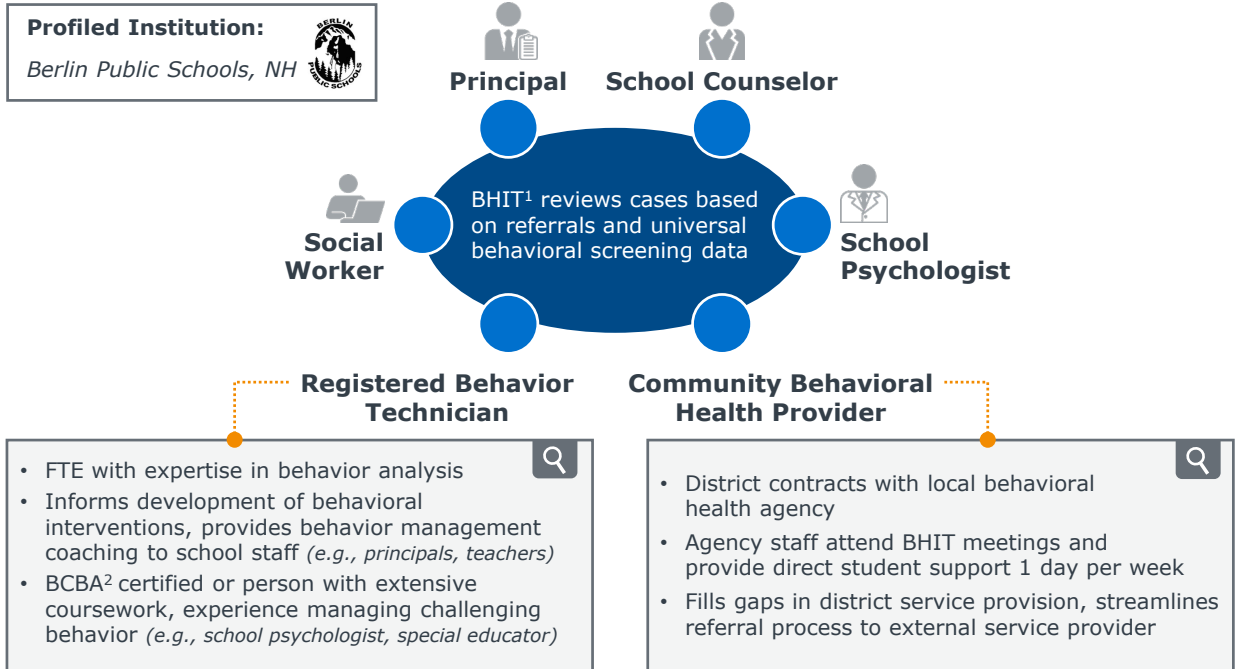 Profiled Institution:
Berlin Public Schools, NH
BERLIN
PUBLIC SCHOOLS
Principal
School Counselor
BHIT¹ reviews cases based
on referrals and universal
behavioral screening data
Social
Worker
School
Psychologist
Registered Behavior
Technician
Community Behavioral
Health Provider
• FTE with expertise in behavior analysis
• Informs development of behavioral
interventions, provides behavior management
coaching to school staff (e.g., principals, teachers)
• BCBA² certified or person with extensive
coursework, experience managing challenging
behavior (e.g., school psychologist, special educator)
• District contracts with local behavioral
health agency
• Agency staff attend BHIT meetings and
provide direct student support 1 day per week
• Fills gaps in district service provision, streamlines
referral process to external service provider